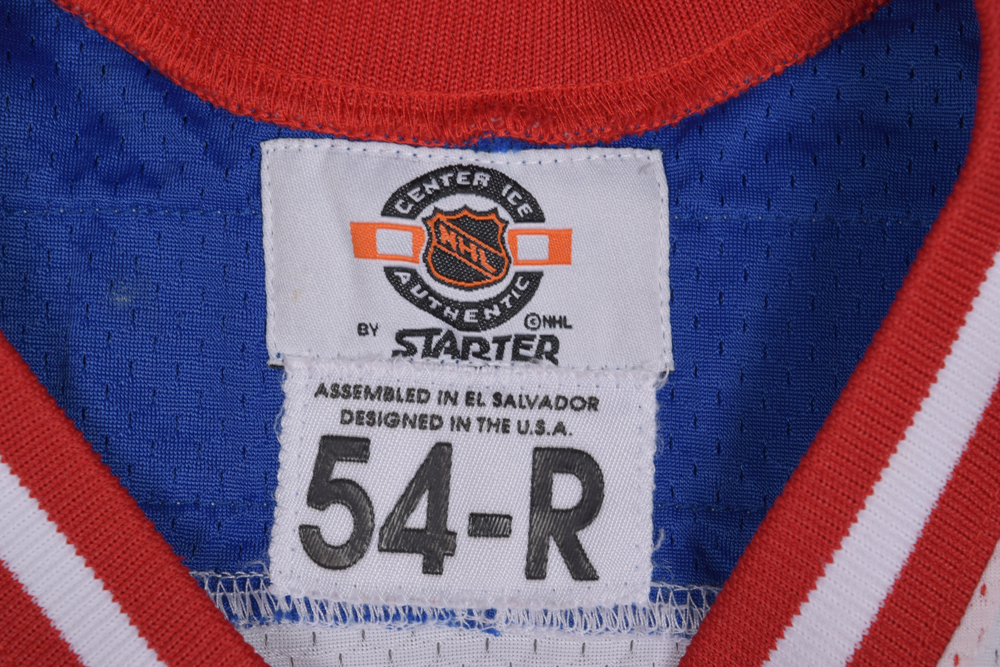 CENTER ICE
NHL
AUTHENTIC
BY STARTER ©NHL
ASSEMBLED IN EL SALVADOR
DESIGNED IN THE U.S.A.
54-R